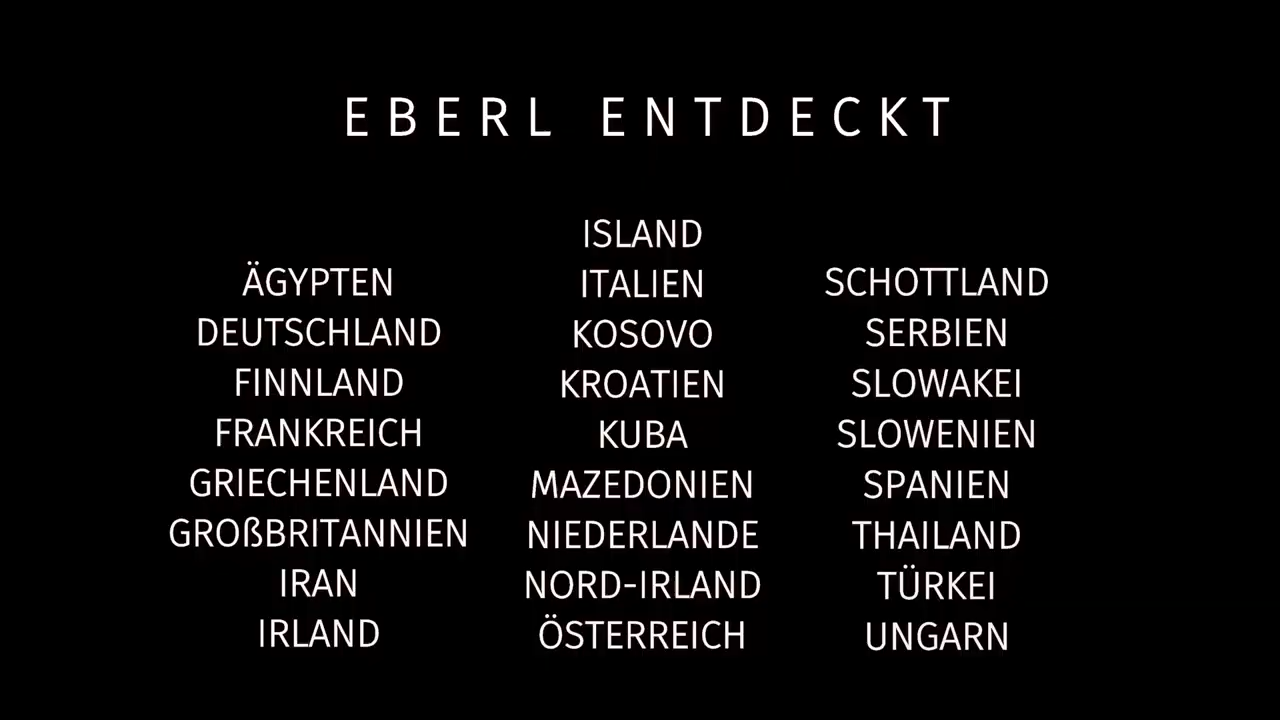 EBERL ENTDECKT
ÄGYPTEN
DEUTSCHLAND
FINNLAND
FRANKREICH
GRIECHENLAND
GROßBRITANNIEN
IRAN
IRLAND
ISLAND
ITALIEN
KOSOVO
KROATIEN
KUBA
MAZEDONIEN
NIEDERLANDE
NORD-IRLAND
ÖSTERREICH
SCHOTTLAND
SERBIEN
SLOWAKEI
SLOWENIEN
SPANIEN
THAILAND
TÜRKEI
UNGARN